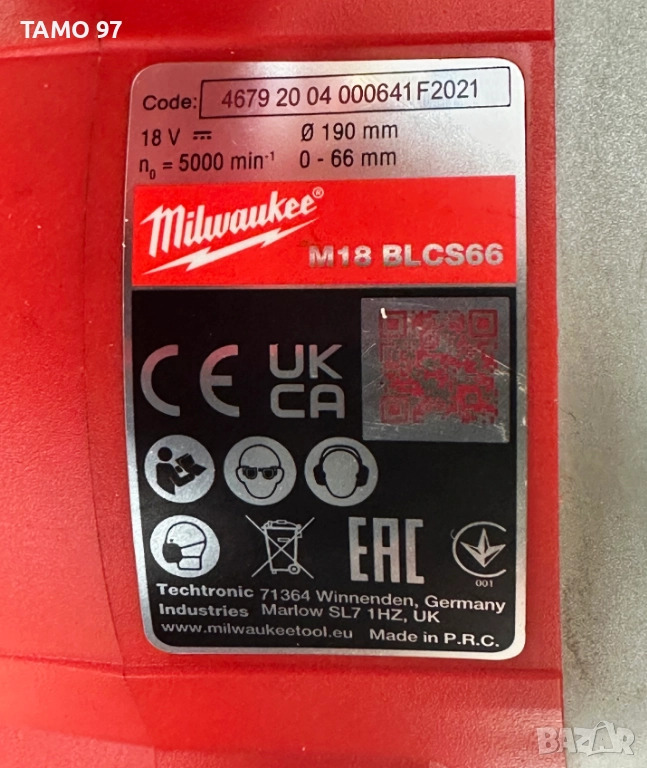 TAMO 97
Code: 4679 20 04 000641 F2021
18 V ⎓ Ø 190 mm
n₀ = 5000 min⁻¹ 0 - 66 mm
Milwaukee®
M18 BLCS66
CE UK CA
EAC
001
Techtronic 71364 Winnenden, Germany
Industries Marlow SL7 1HZ, UK
www.milwaukeetool.eu Made in P.R.C.
BAZAR